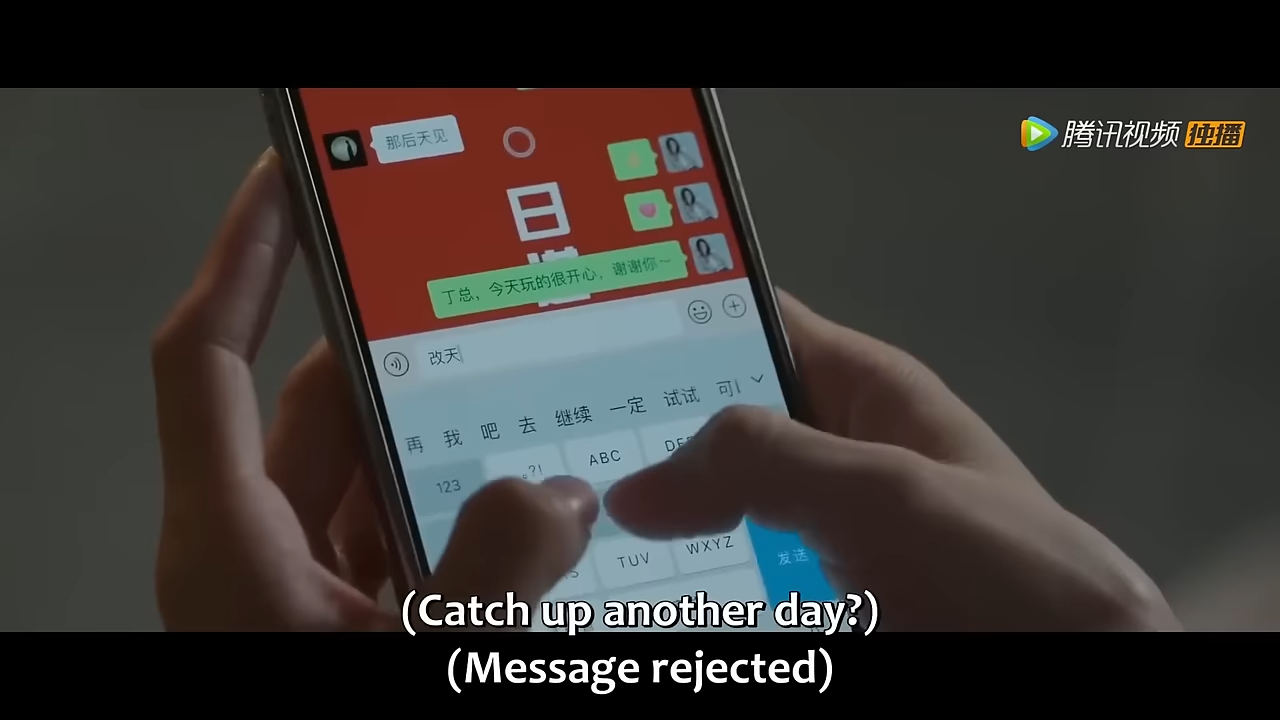 腾讯视频 独播
那后天见
日
丁总，今天玩的很开心，谢谢你～
改天
再 我 吧 去 继续 一定 试试
123
。?!
ABC
TUV
WXYZ
发送
(Catch up another day?)
(Message rejected)